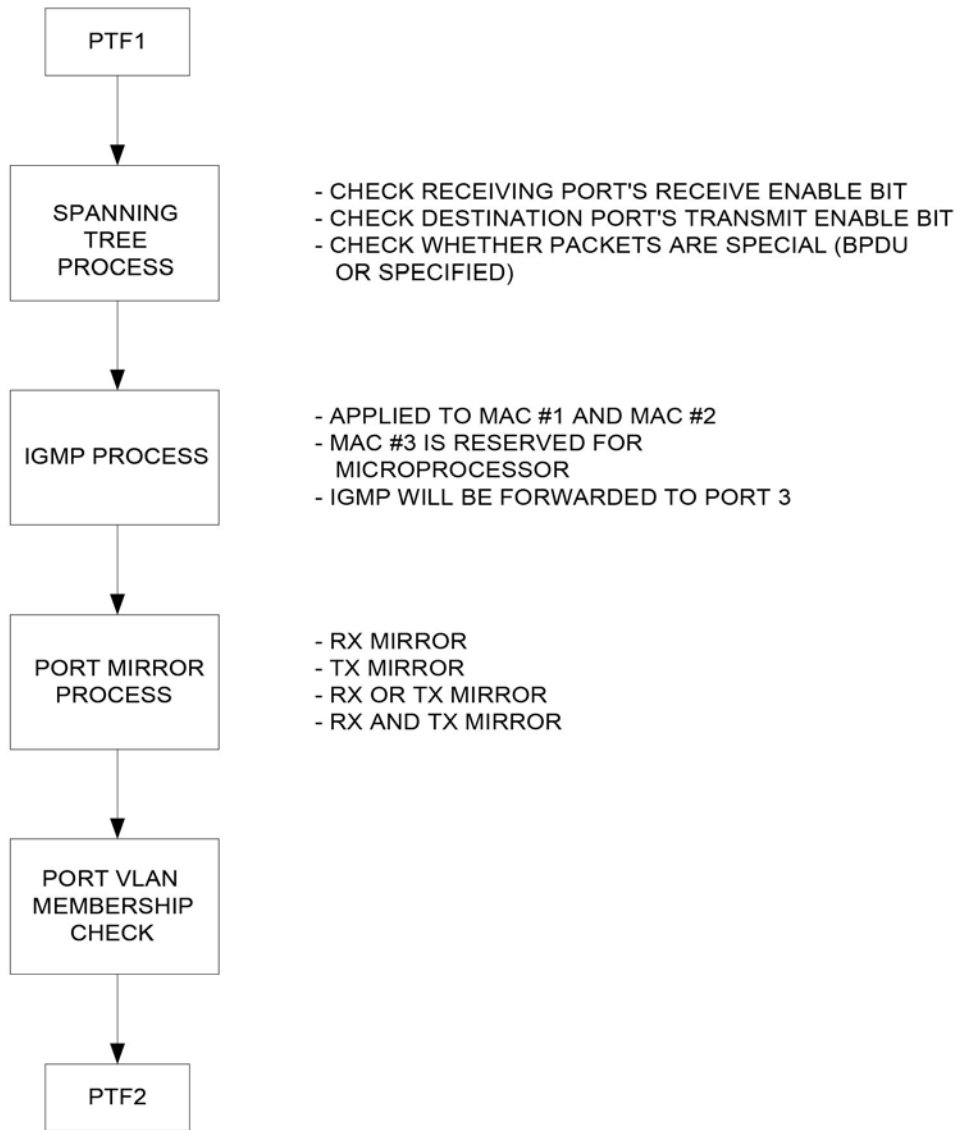 PTF1
SPANNING
TREE
PROCESS
- CHECK RECEIVING PORT'S RECEIVE ENABLE BIT
- CHECK DESTINATION PORT'S TRANSMIT ENABLE BIT
- CHECK WHETHER PACKETS ARE SPECIAL (BPDU
OR SPECIFIED)
IGMP PROCESS
- APPLIED TO MAC #1 AND MAC #2
- MAC #3 IS RESERVED FOR
MICROPROCESSOR
- IGMP WILL BE FORWARDED TO PORT 3
PORT MIRROR
PROCESS
- RX MIRROR
- TX MIRROR
- RX OR TX MIRROR
- RX AND TX MIRROR
PORT VLAN
MEMBERSHIP
CHECK
PTF2